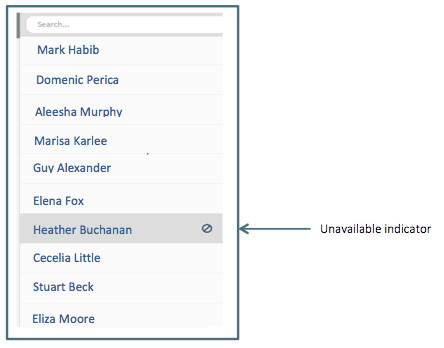 Search...
Mark Habib
Domenic Perica
Aleesha Murphy
Marisa Karlee
Guy Alexander
Elena Fox
Heather Buchanan
Unavailable indicator
Cecelia Little
Stuart Beck
Eliza Moore